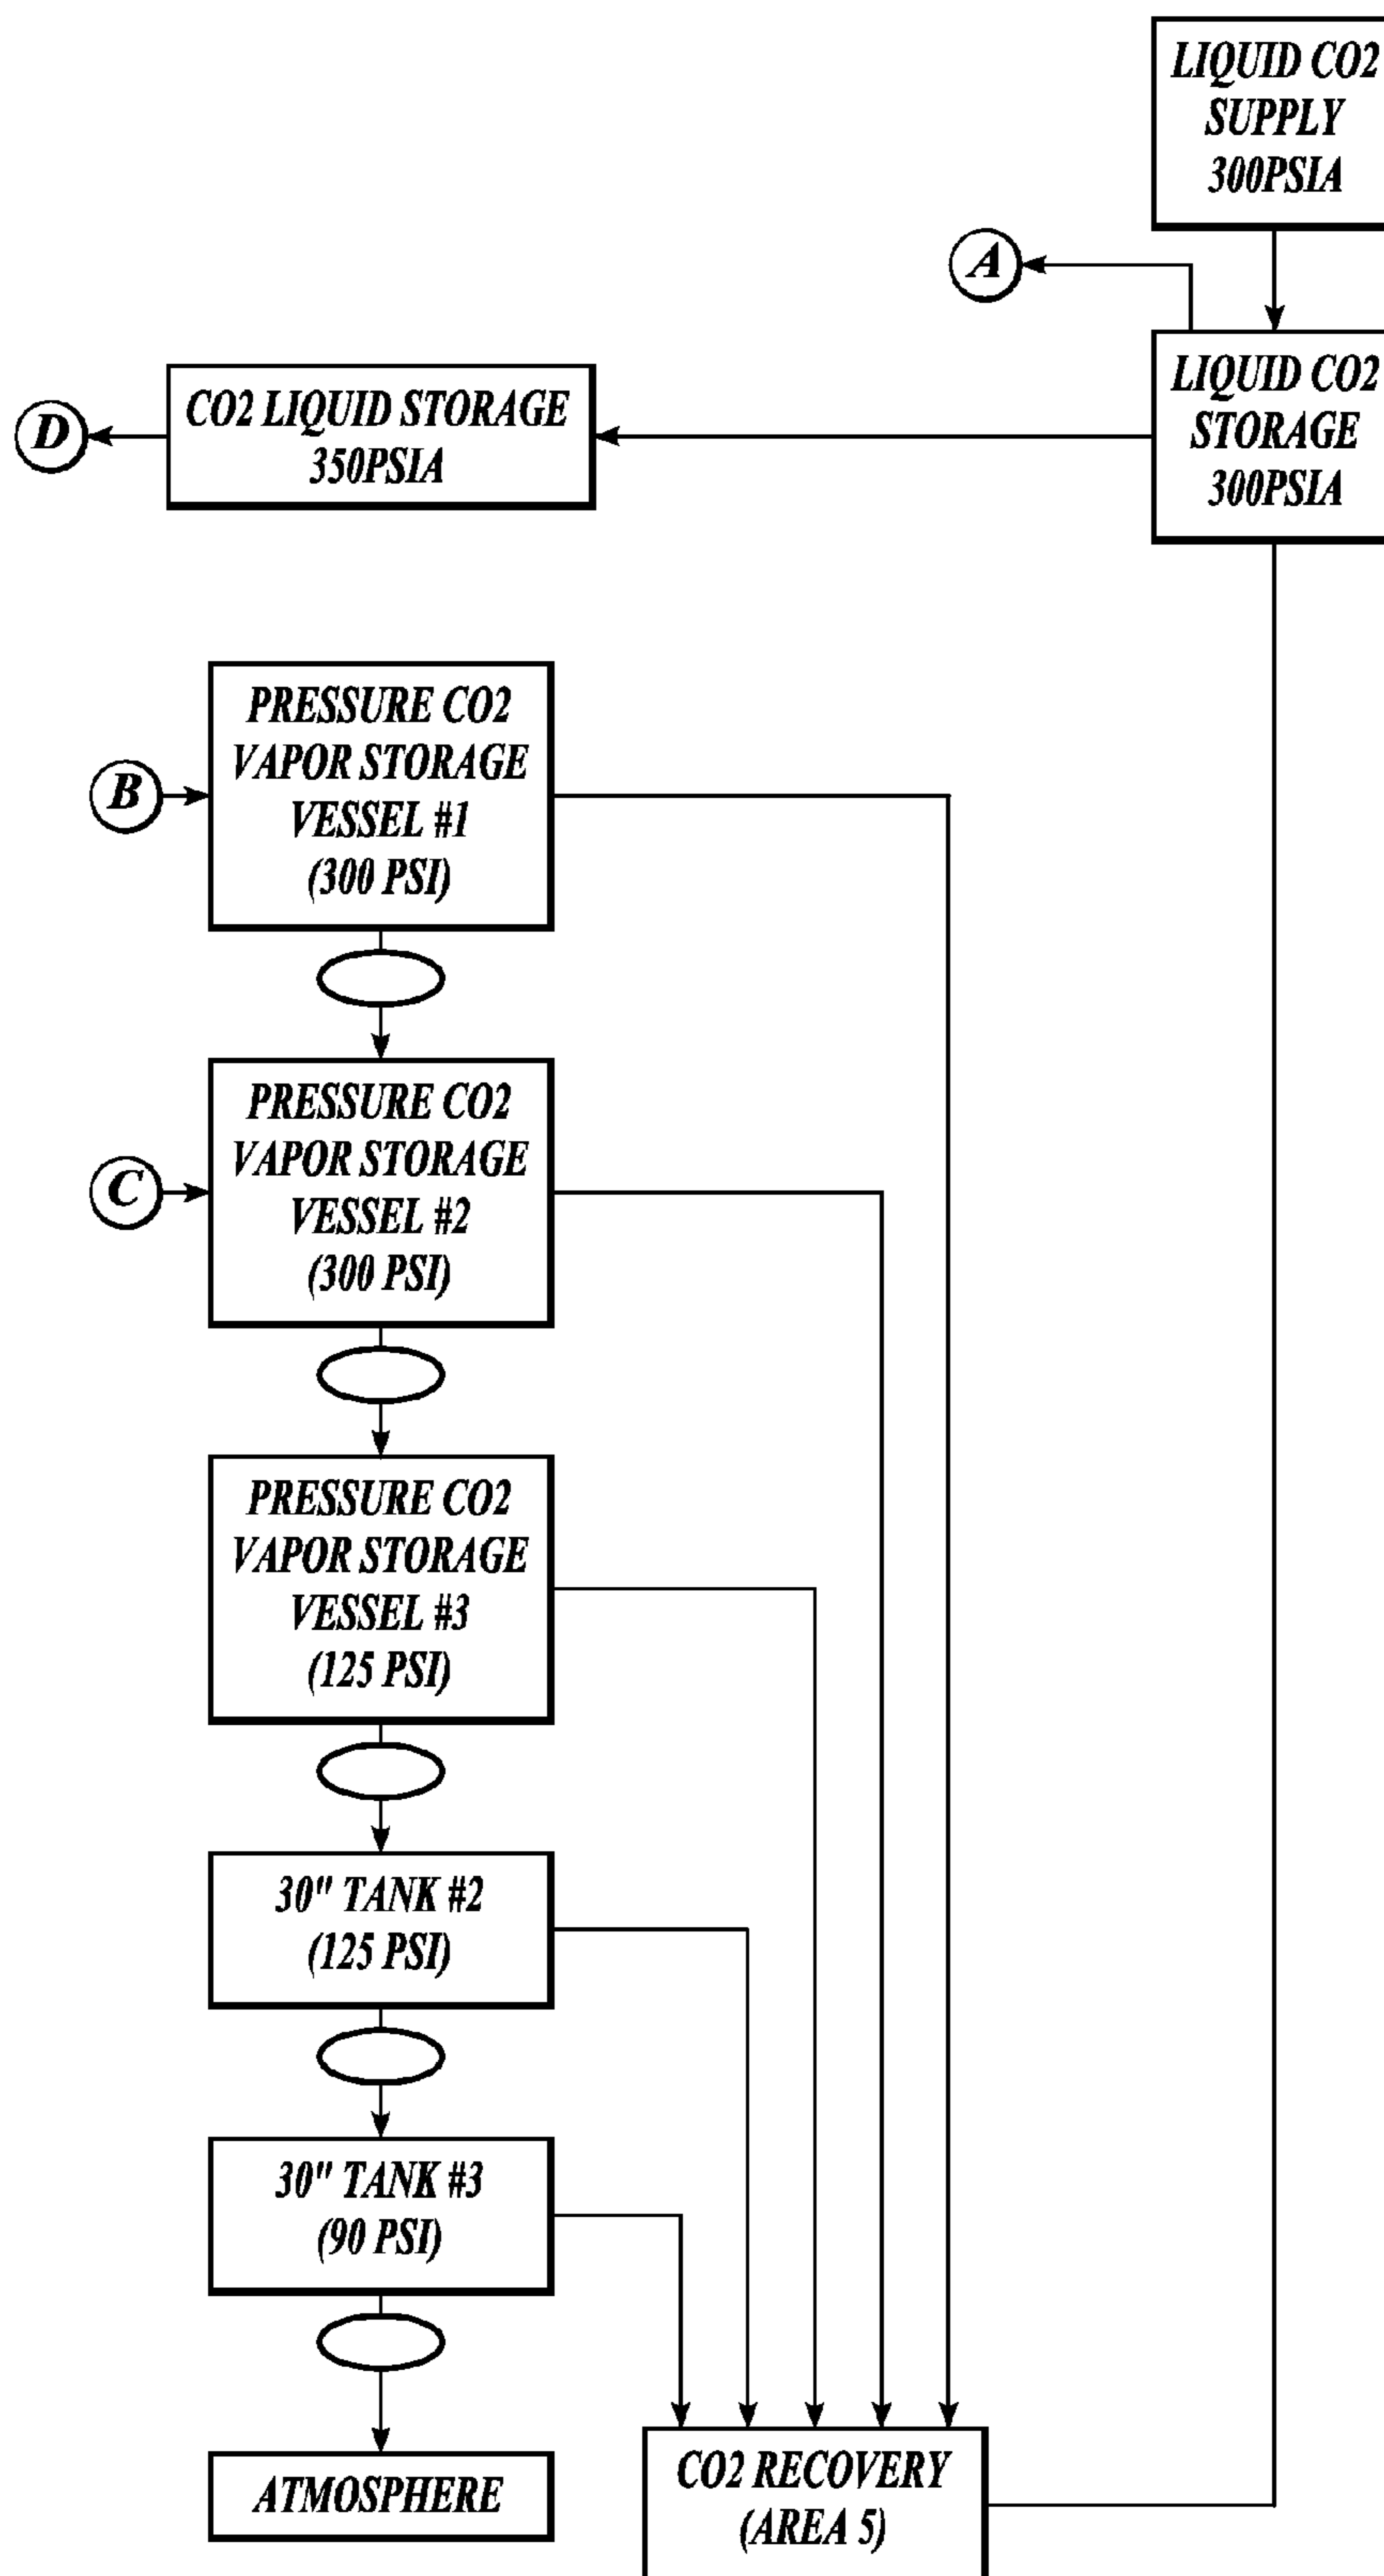 LIQUID CO2
SUPPLY
300PSIA
A
LIQUID CO2
STORAGE
300PSIA
D
CO2 LIQUID STORAGE
350PSIA
PRESSURE CO2
VAPOR STORAGE
VESSEL #1
(300 PSI)
B
PRESSURE CO2
VAPOR STORAGE
VESSEL #2
(300 PSI)
C
PRESSURE CO2
VAPOR STORAGE
VESSEL #3
(125 PSI)
30" TANK #2
(125 PSI)
30" TANK #3
(90 PSI)
ATMOSPHERE
CO2 RECOVERY
(AREA 5)